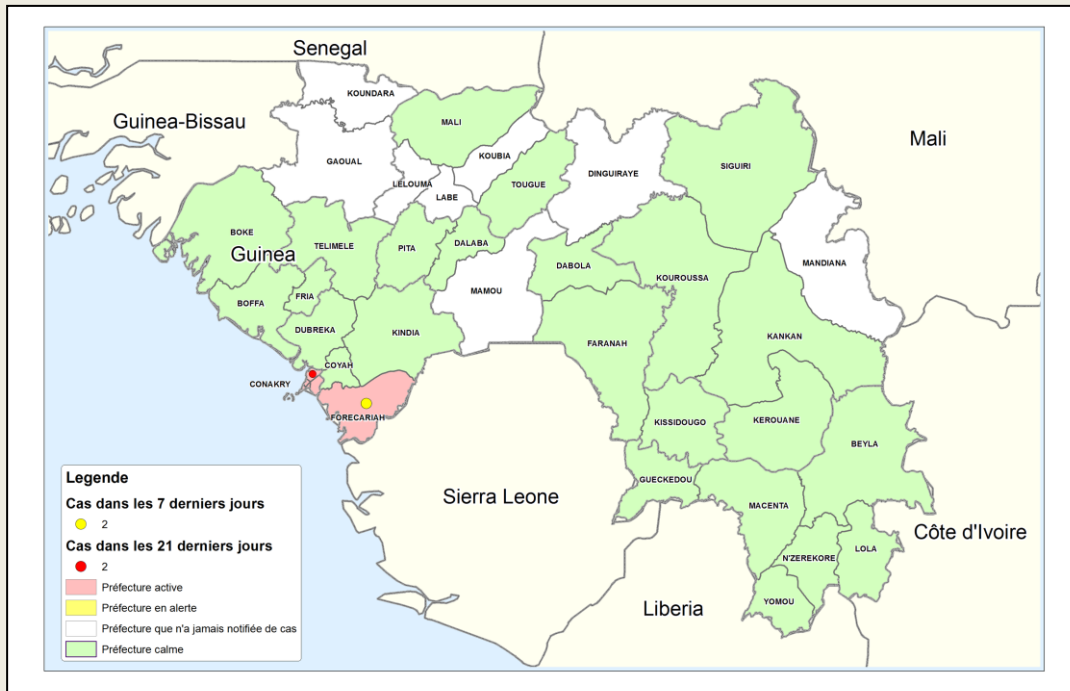 Senegal
KOUNDARA
Guinea-Bissau
MALI
Mali
GAOUAL
KOUBIA
SIGUIRI
LELOUMA
DINGUIRAYE
TOUGUE
LABE
BOKE
TELIMELE
DALABA
Guinea
PITA
MANDIANA
DABOLA
KOUROUSSA
MAMOU
FRIA
BOFFA
DUBREKA
KINDIA
KANKAN
FARANAH
COYAH
CONAKRY
FORECARIAH
KISSIDOUGO
KEROUANE
BEYLA
GUECKEDOU
Sierra Leone
MACENTA
Côte d'Ivoire
LOLA
N'ZEREKORE
YOMOU
Liberia
Legende
Cas dans les 7 derniers jours
2
Cas dans les 21 derniers jours
2
Préfecture active
Préfecture en alerte
Préfecture que n'a jamais notifiée de cas
Préfecture calme